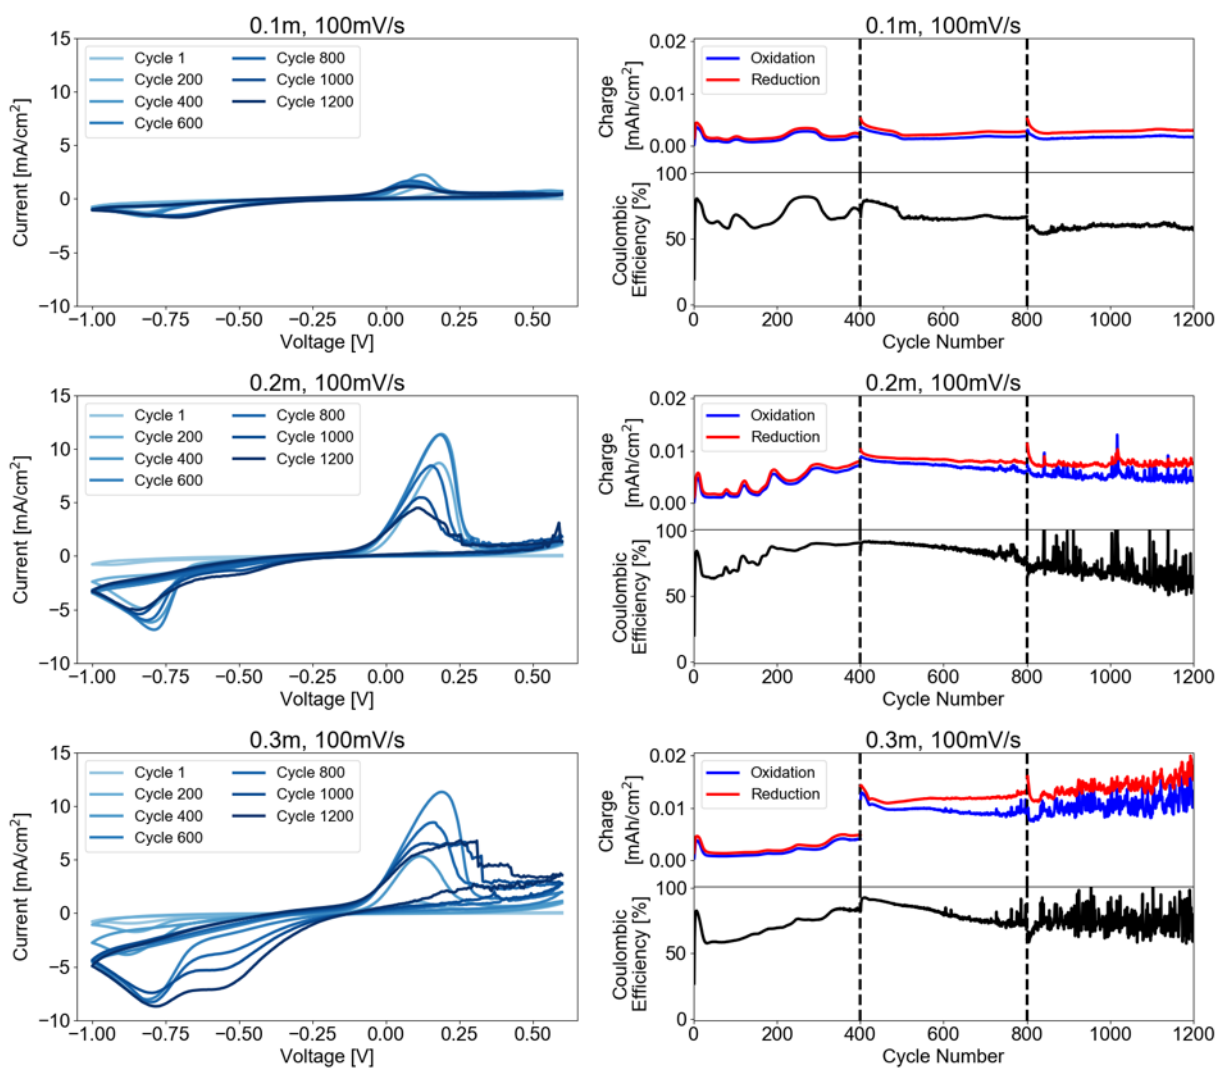 0.1m, 100mV/s
15
10
5
0
−5
−10
Current [mA/cm²]
Cycle 1
Cycle 200
Cycle 400
Cycle 600
Cycle 800
Cycle 1000
Cycle 1200
−1.00 −0.75 −0.50 −0.25 0.00 0.25 0.50
Voltage [V]
0.1m, 100mV/s
0.02
0.01
0.00
Charge
[mAh/cm²]
Oxidation
Reduction
100
50
0
Coulombic
Efficiency [%]
0 200 400 600 800 1000 1200
Cycle Number
0.2m, 100mV/s
15
10
5
0
−5
−10
Current [mA/cm²]
Cycle 1
Cycle 200
Cycle 400
Cycle 600
Cycle 800
Cycle 1000
Cycle 1200
−1.00 −0.75 −0.50 −0.25 0.00 0.25 0.50
Voltage [V]
0.2m, 100mV/s
0.02
0.01
0.00
Charge
[mAh/cm²]
Oxidation
Reduction
100
50
0
Coulombic
Efficiency [%]
0 200 400 600 800 1000 1200
Cycle Number
0.3m, 100mV/s
15
10
5
0
−5
−10
Current [mA/cm²]
Cycle 1
Cycle 200
Cycle 400
Cycle 600
Cycle 800
Cycle 1000
Cycle 1200
−1.00 −0.75 −0.50 −0.25 0.00 0.25 0.50
Voltage [V]
0.3m, 100mV/s
0.02
0.01
0.00
Charge
[mAh/cm²]
Oxidation
Reduction
100
50
0
Coulombic
Efficiency [%]
0 200 400 600 800 1000 1200
Cycle Number